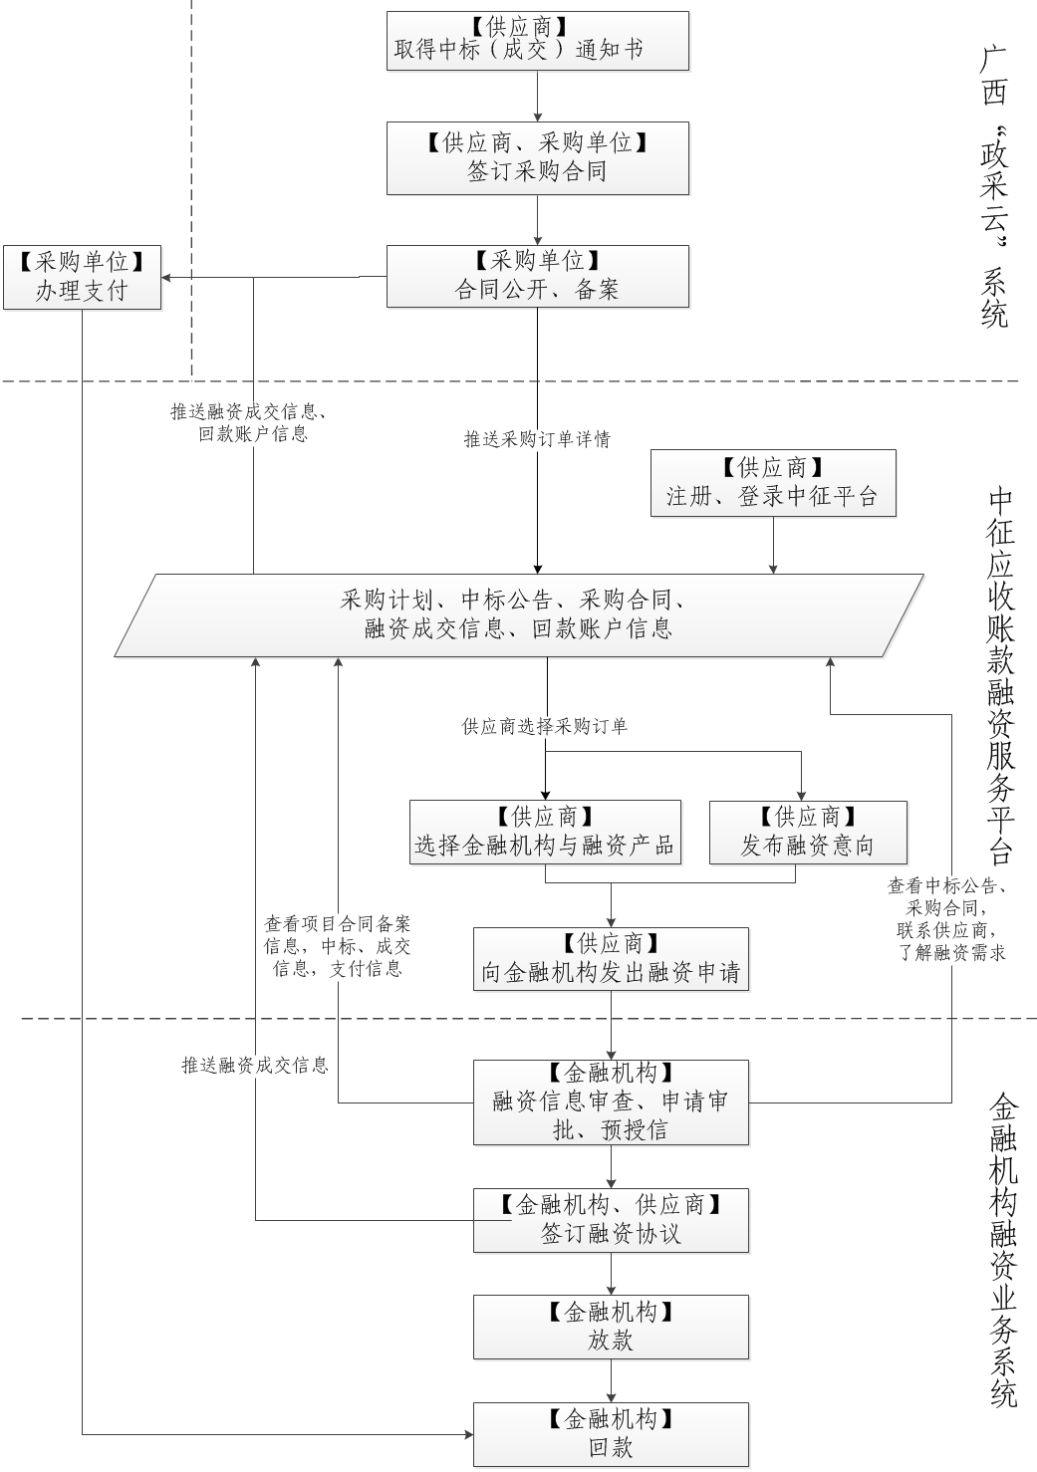 【供应商】
取得中标（成交）通知书
【供应商、采购单位】
签订采购合同
【采购单位】
合同公开、备案
【采购单位】
办理支付
广西“政采云”系统
推送融资成交信息、
回款账户信息
推送采购订单详情
【供应商】
注册、登录中征平台
采购计划、中标公告、采购合同、
融资成交信息、回款账户信息
供应商选择采购订单
【供应商】
选择金融机构与融资产品
【供应商】
发布融资意向
中征应收账款融资服务平台
查看中标公告、
采购合同，
联系供应商，
了解融资需求
查看项目合同备案
信息，中标、成交
信息，支付信息
【供应商】
向金融机构发出融资申请
推送融资成交信息
【金融机构】
融资信息审查、申请审
批、预授信
【金融机构、供应商】
签订融资协议
【金融机构】
放款
【金融机构】
回款
金融机构融资业务系统